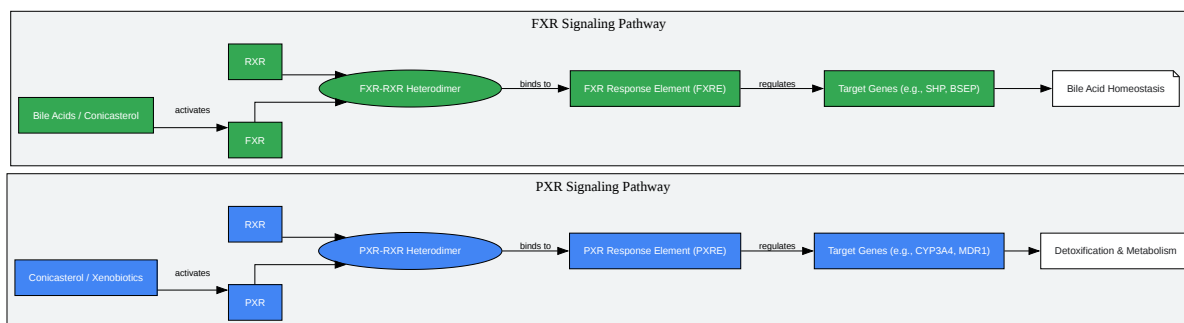 FXR Signaling Pathway
RXR
FXR-RXR Heterodimer
binds to
FXR Response Element (FXRE)
regulates
Target Genes (e.g., SHP, BSEP)
Bile Acid Homeostasis
Bile Acids / Conicasterol
activates
FXR
PXR Signaling Pathway
RXR
PXR-RXR Heterodimer
binds to
PXR Response Element (PXRE)
regulates
Target Genes (e.g., CYP3A4, MDR1)
Detoxification & Metabolism
Conicasterol / Xenobiotics
activates
PXR